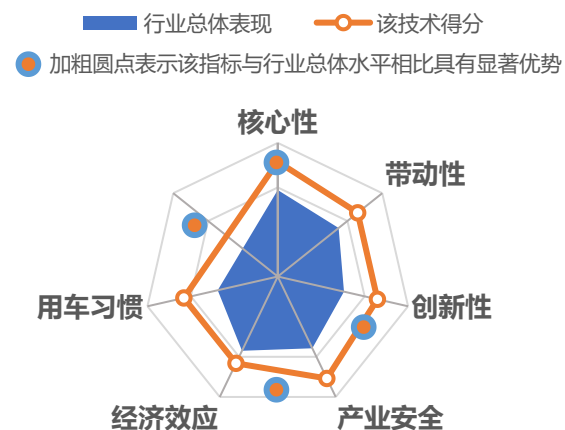 行业总体表现 该技术得分
加粗圆点表示该指标与行业总体水平相比具有显著优势
核心性
带动性
用车习惯 创新性
经济效应 产业安全